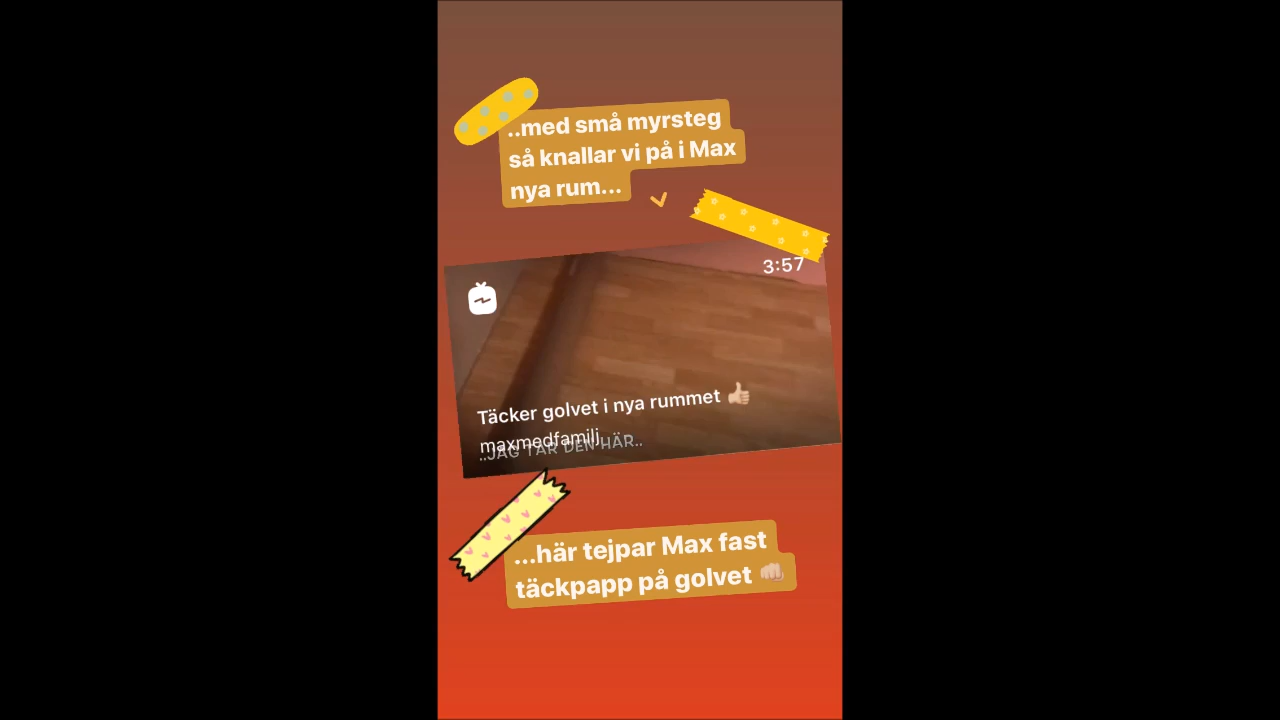 ..med små myrsteg
så knallar vi på i Max
nya rum...
3:57
Täcker golvet i nya rummet 👍🏼
maxmedfamilj
..JAG TAR DEN HÄR..
...här tejpar Max fast
täckpapp på golvet 👊🏼